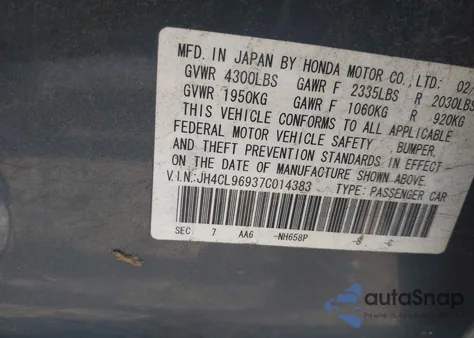 MFD. IN JAPAN BY HONDA MOTOR CO., LTD. 02/
GVWR 4300LBS GAWR F 2335LBS R 2030LBS
GVWR 1950KG GAWR F 1060KG R 920KG
THIS VEHICLE CONFORMS TO ALL APPLICABLE
FEDERAL MOTOR VEHICLE SAFETY, BUMPER,
AND THEFT PREVENTION STANDARDS IN EFFECT
ON THE DATE OF MANUFACTURE SHOWN ABOVE.
V.I.N.: JH4CL96937C014383 TYPE: PASSENGER CAR
SEC 7 AA6 -NH658P -B -C
autoSnap